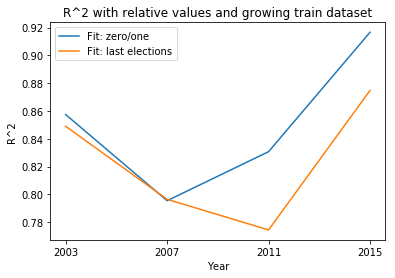 R^2 with relative values and growing train dataset
Fit: zero/one
Fit: last elections
R^2
0.92
0.90
0.88
0.86
0.84
0.82
0.80
0.78
2003 2007 2011 2015
Year